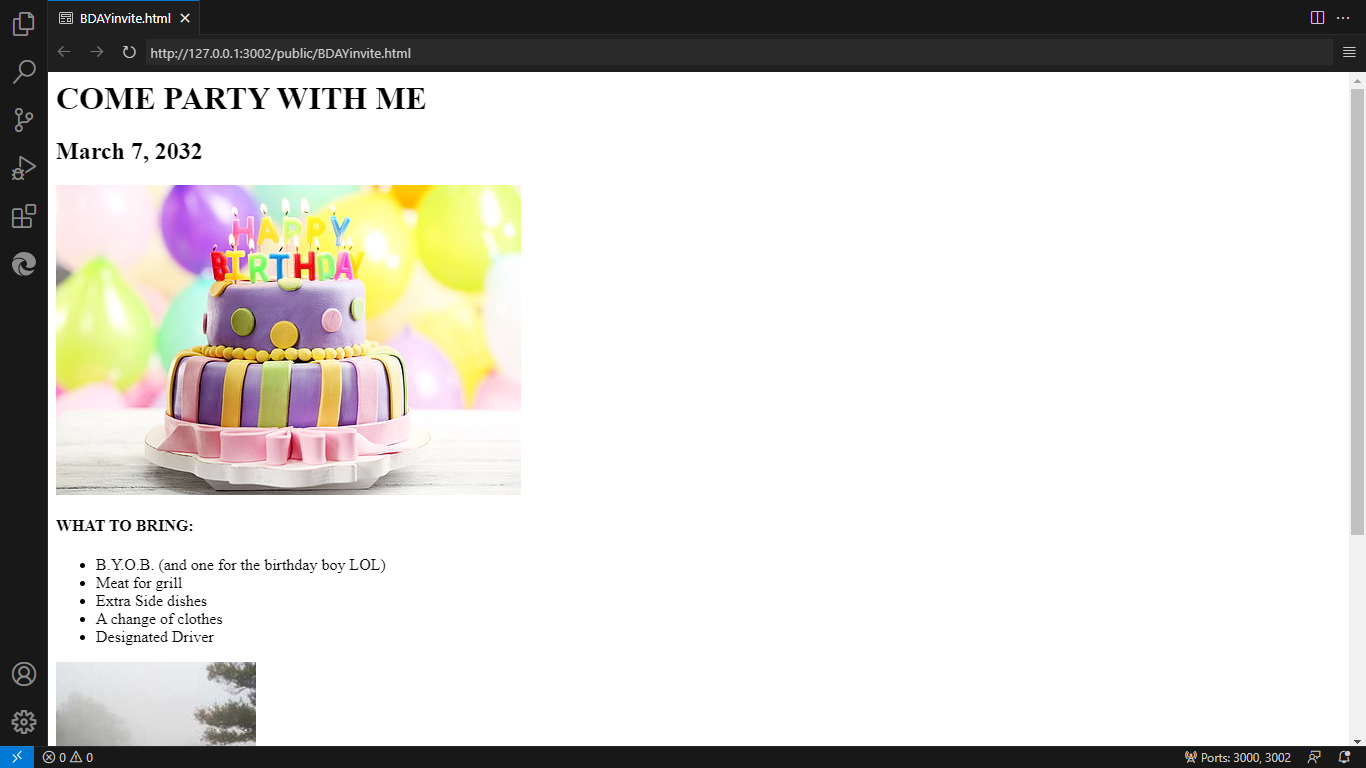 BDAYinvite.html
http://127.0.0.1:3002/public/BDAYinvite.html
COME PARTY WITH ME
March 7, 2032
HAPPY
BIRTHDAY
WHAT TO BRING:
B.Y.O.B. (and one for the birthday boy LOL)
Meat for grill
Extra Side dishes
A change of clothes
Designated Driver
0 0 Ports: 3000, 3002